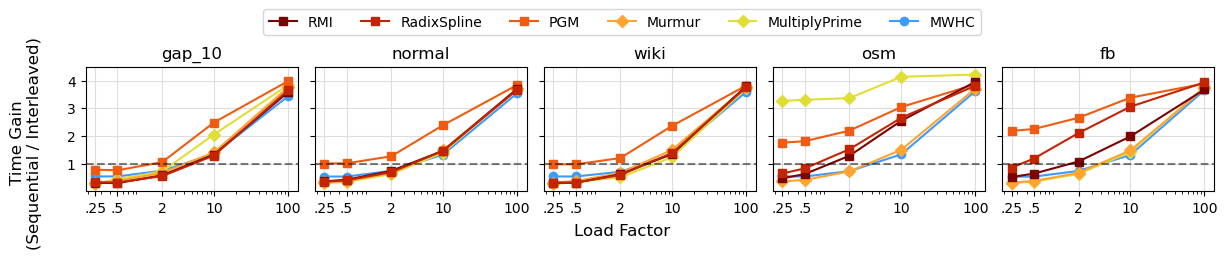 RMI RadixSpline PGM Murmur MultiplyPrime MWHC
gap_10 normal wiki osm fb
Time Gain
(Sequential / Interleaved)
4
3
2
1
.25 .5 2 10 100 .25 .5 2 10 100 .25 .5 2 10 100 .25 .5 2 10 100 .25 .5 2 10 100
Load Factor